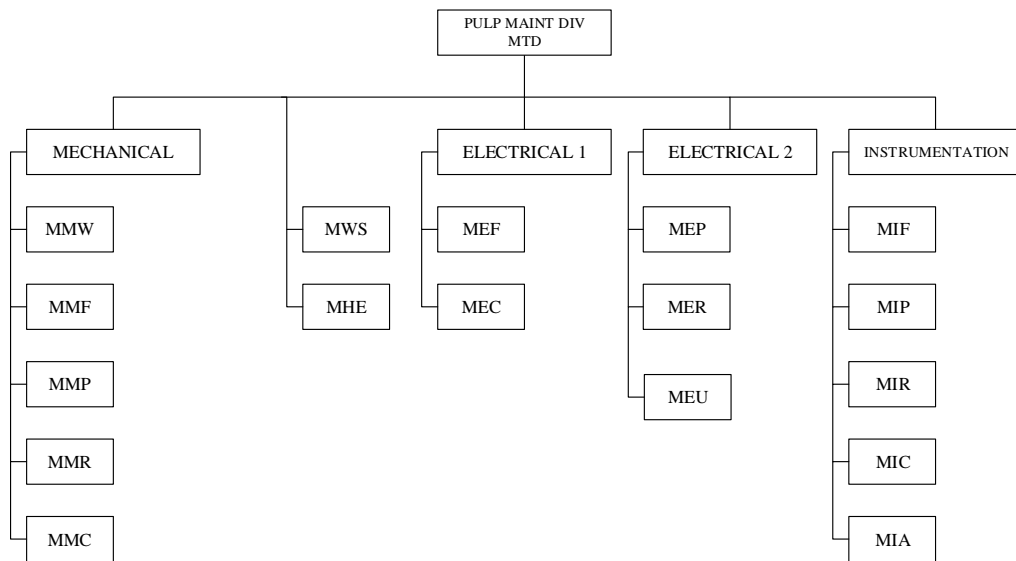 PULP MAINT DIV
MTD
MECHANICAL
ELECTRICAL 1
ELECTRICAL 2
INSTRUMENTATION
MMW
MWS
MEF
MEP
MIF
MMF
MHE
MEC
MER
MIP
MMP
MEU
MIR
MMR
MIC
MMC
MIA